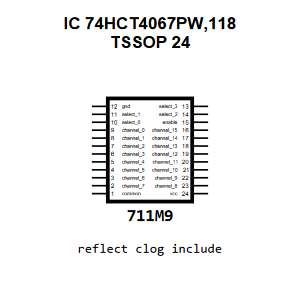 IC 74HCT4067PW,118
TSSOP 24
12 gnd select_3 13
11 select_1 select_2 14
10 select_0 enable 15
9 channel_0 channel_15 16
8 channel_1 channel_14 17
7 channel_2 channel_13 18
6 channel_3 channel_12 19
5 channel_4 channel_11 20
4 channel_5 channel_10 21
3 channel_6 channel_9 22
2 channel_7 channel_8 23
1 common vcc 24
711M9
reflect clog include